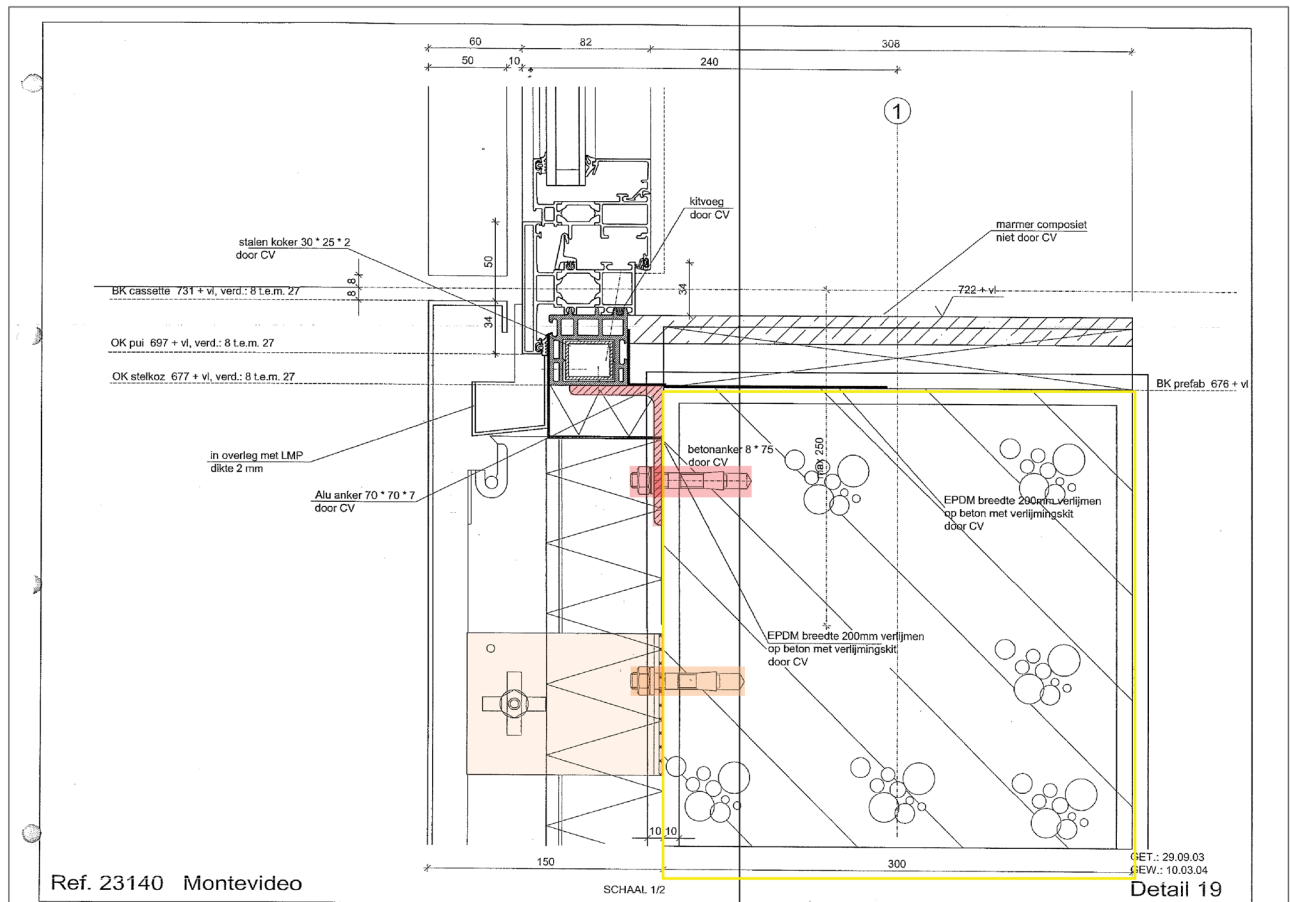 60
82
308
50
10
240
1
kitvoeg
door CV
marmer composiet
niet door CV
stalen koker 30 * 25 * 2
door CV
50
8
8
34
34
BK cassette 731 + vl, verd.: 8 t.e.m. 27
722 + vl
OK pui 697 + vl, verd.: 8 t.e.m. 27
OK stelkoz 677 + vl, verd.: 8 t.e.m. 27
BK prefab 676 + vl
in overleg met LMP
dikte 2 mm
betonanker 8 * 75
door CV
max 250
Alu anker 70 * 70 * 7
door CV
EPDM breedte 200mm verlijmen
op beton met verlijmingskit
door CV
EPDM breedte 200mm verlijmen
op beton met verlijmingskit
door CV
10
10
150
300
GET.: 29.09.03
GEW.: 10.03.04
Ref. 23140 Montevideo
SCHAAL 1/2
Detail 19